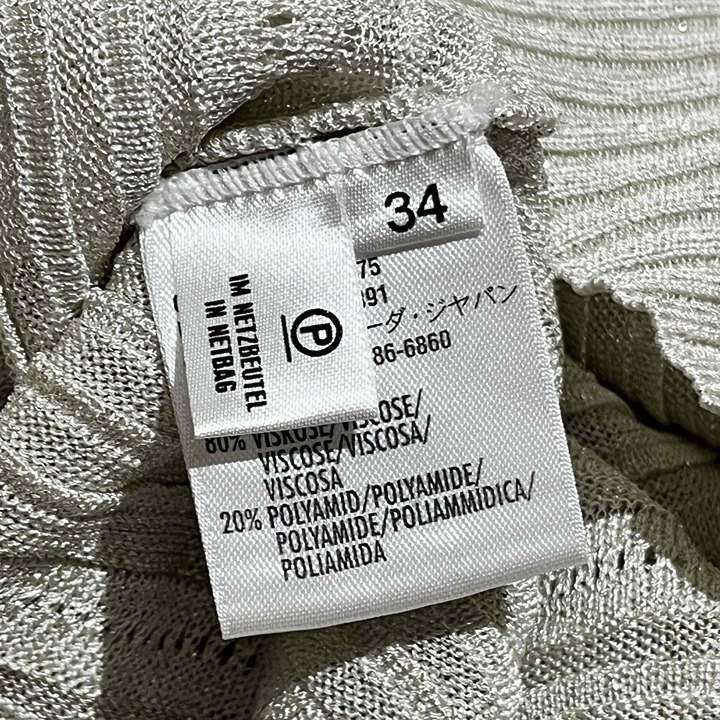 34
IM NETZBEUTEL
IN NETBAG
P
75
91
ーダ・ジヤパン
86-6860
80% VISKOSE/VISCOSE/
VISCOSE/VISCOSA/
VISCOSA
20% POLYAMID/POLYAMIDE/
POLYAMIDE/POLIAMMIDICA/
POLIAMIDA